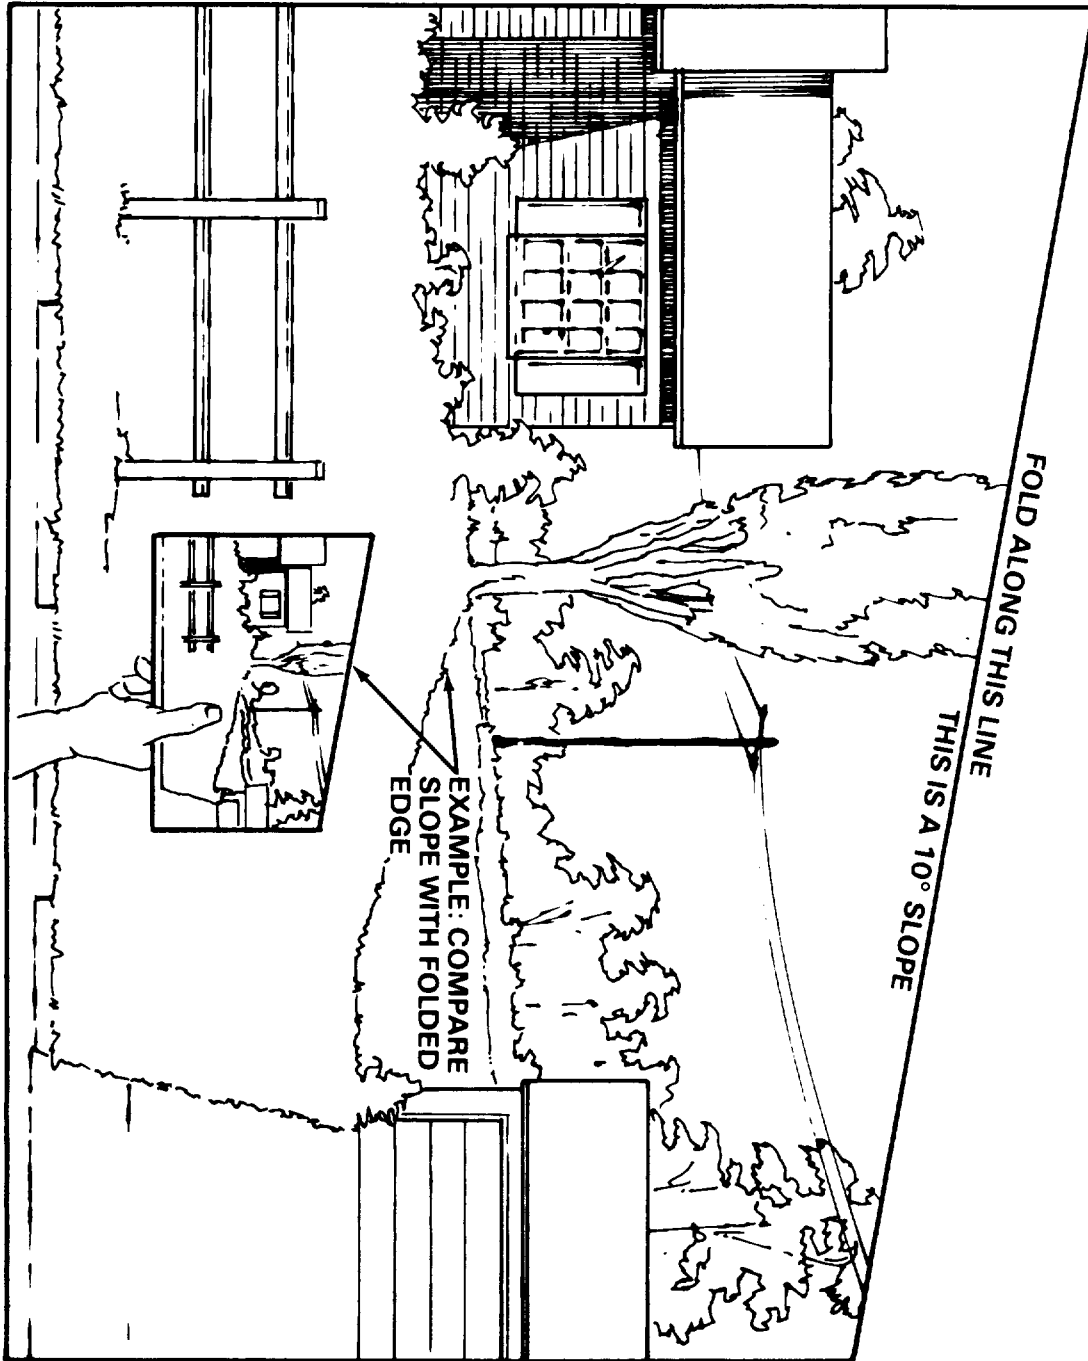 FOLD ALONG THIS LINE
THIS IS A 10° SLOPE
EXAMPLE: COMPARE
SLOPE WITH FOLDED
EDGE